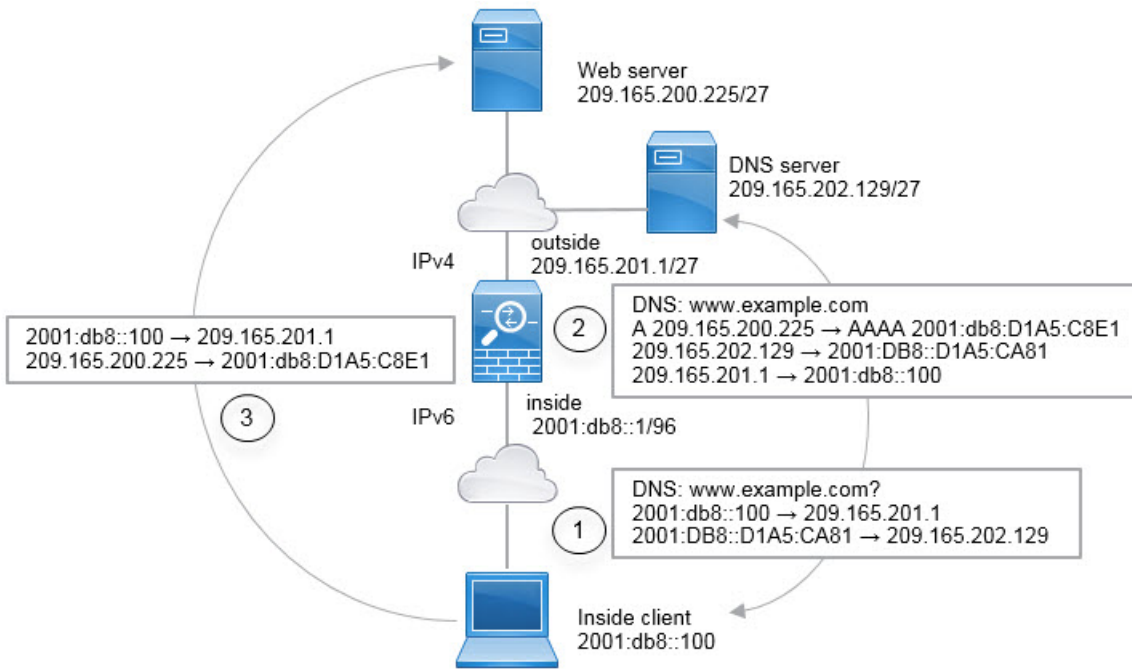 Web server
209.165.200.225/27
DNS server
209.165.202.129/27
outside
209.165.201.1/27
IPv4
2
DNS: www.example.com
A 209.165.200.225 → AAAA 2001:db8:D1A5:C8E1
209.165.202.129 → 2001:DB8::D1A5:CA81
209.165.201.1 → 2001:db8::100
2001:db8::100 → 209.165.201.1
209.165.200.225 → 2001:db8:D1A5:C8E1
3
IPv6
inside
2001:db8::1/96
1
DNS: www.example.com?
2001:db8::100 → 209.165.201.1
2001:DB8::D1A5:CA81 → 209.165.202.129
Inside client
2001:db8::100